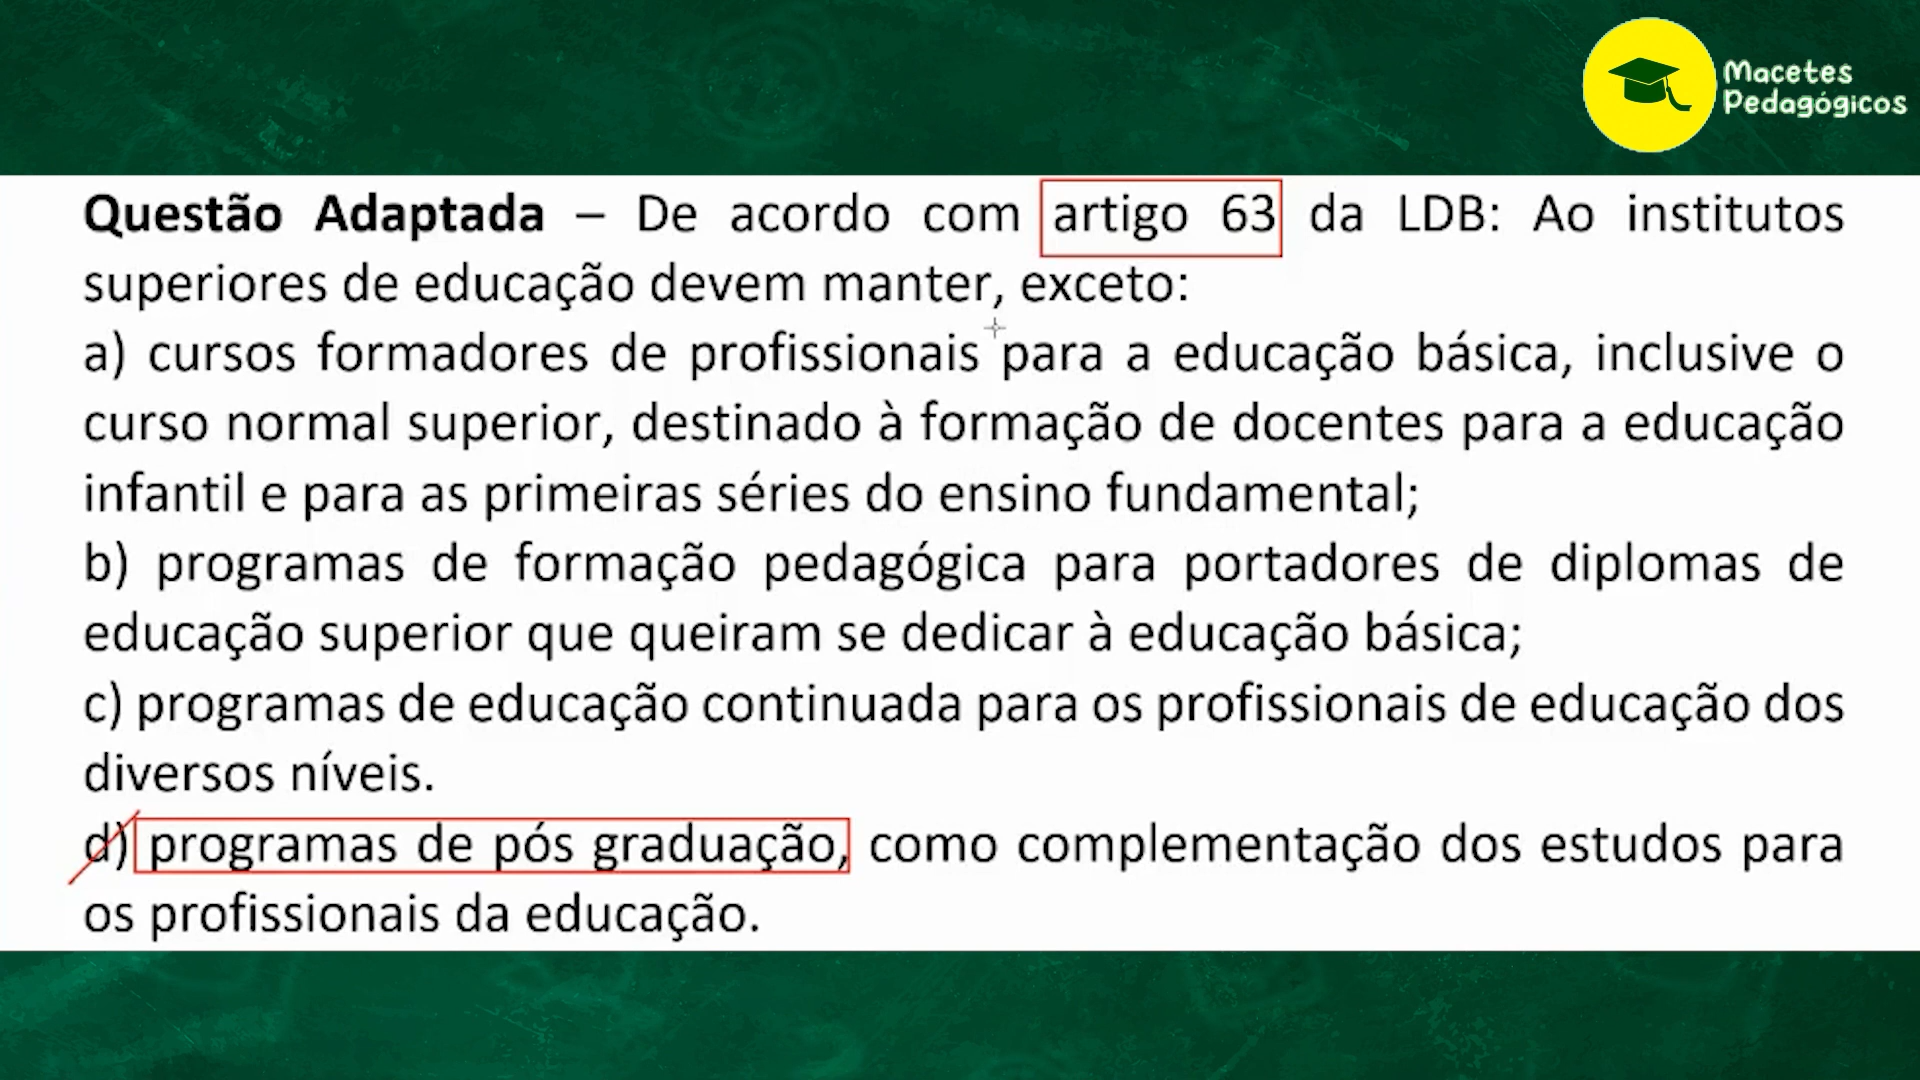 Macetes
Pedagógicos
Questão Adaptada – De acordo com artigo 63 da LDB: Ao institutos
superiores de educação devem manter, exceto:
a) cursos formadores de profissionais para a educação básica, inclusive o
curso normal superior, destinado à formação de docentes para a educação
infantil e para as primeiras séries do ensino fundamental;
b) programas de formação pedagógica para portadores de diplomas de
educação superior que queiram se dedicar à educação básica;
c) programas de educação continuada para os profissionais de educação dos
diversos níveis.
d) programas de pós graduação, como complementação dos estudos para
os profissionais da educação.